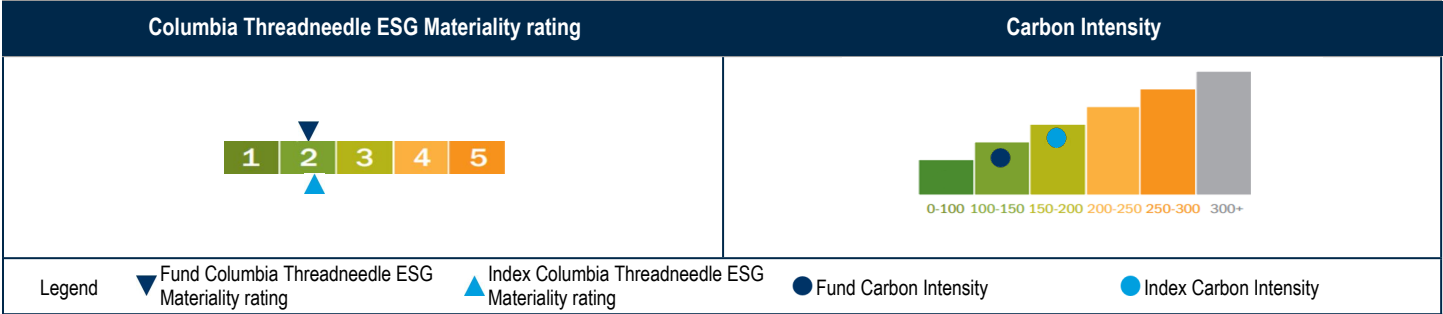 Columbia Threadneedle ESG Materiality rating
Carbon Intensity
1 2 3 4 5
0-100 100-150 150-200 200-250 250-300 300+
Legend
Fund Columbia Threadneedle ESG
Materiality rating
Index Columbia Threadneedle ESG
Materiality rating
Fund Carbon Intensity
Index Carbon Intensity